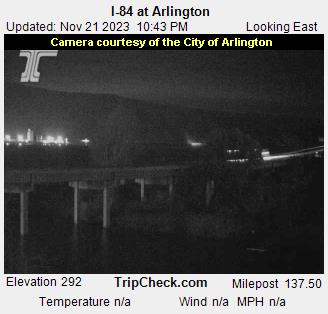 I-84 at Arlington
Updated: Nov 21 2023 10:43 PM Looking East
Camera courtesy of the City of Arlington
Elevation 292 TripCheck.com Milepost 137.50
Temperature n/a Wind n/a MPH n/a